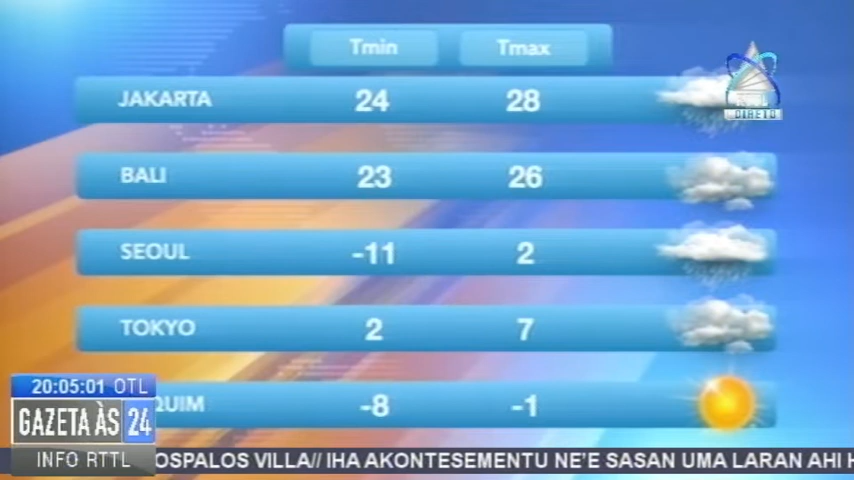 Tmin Tmax
JAKARTA 24 28
DIRETO
BALI 23 26
SEOUL -11 2
TOKYO 2 7
QUIM -8 -1
20:05:01 OTL
GAZETA ÀS 24
INFO RTTL
OSPALOS VILLA// IHA AKONTESEMENTU NE'E SASAN UMA LARAN AHI H